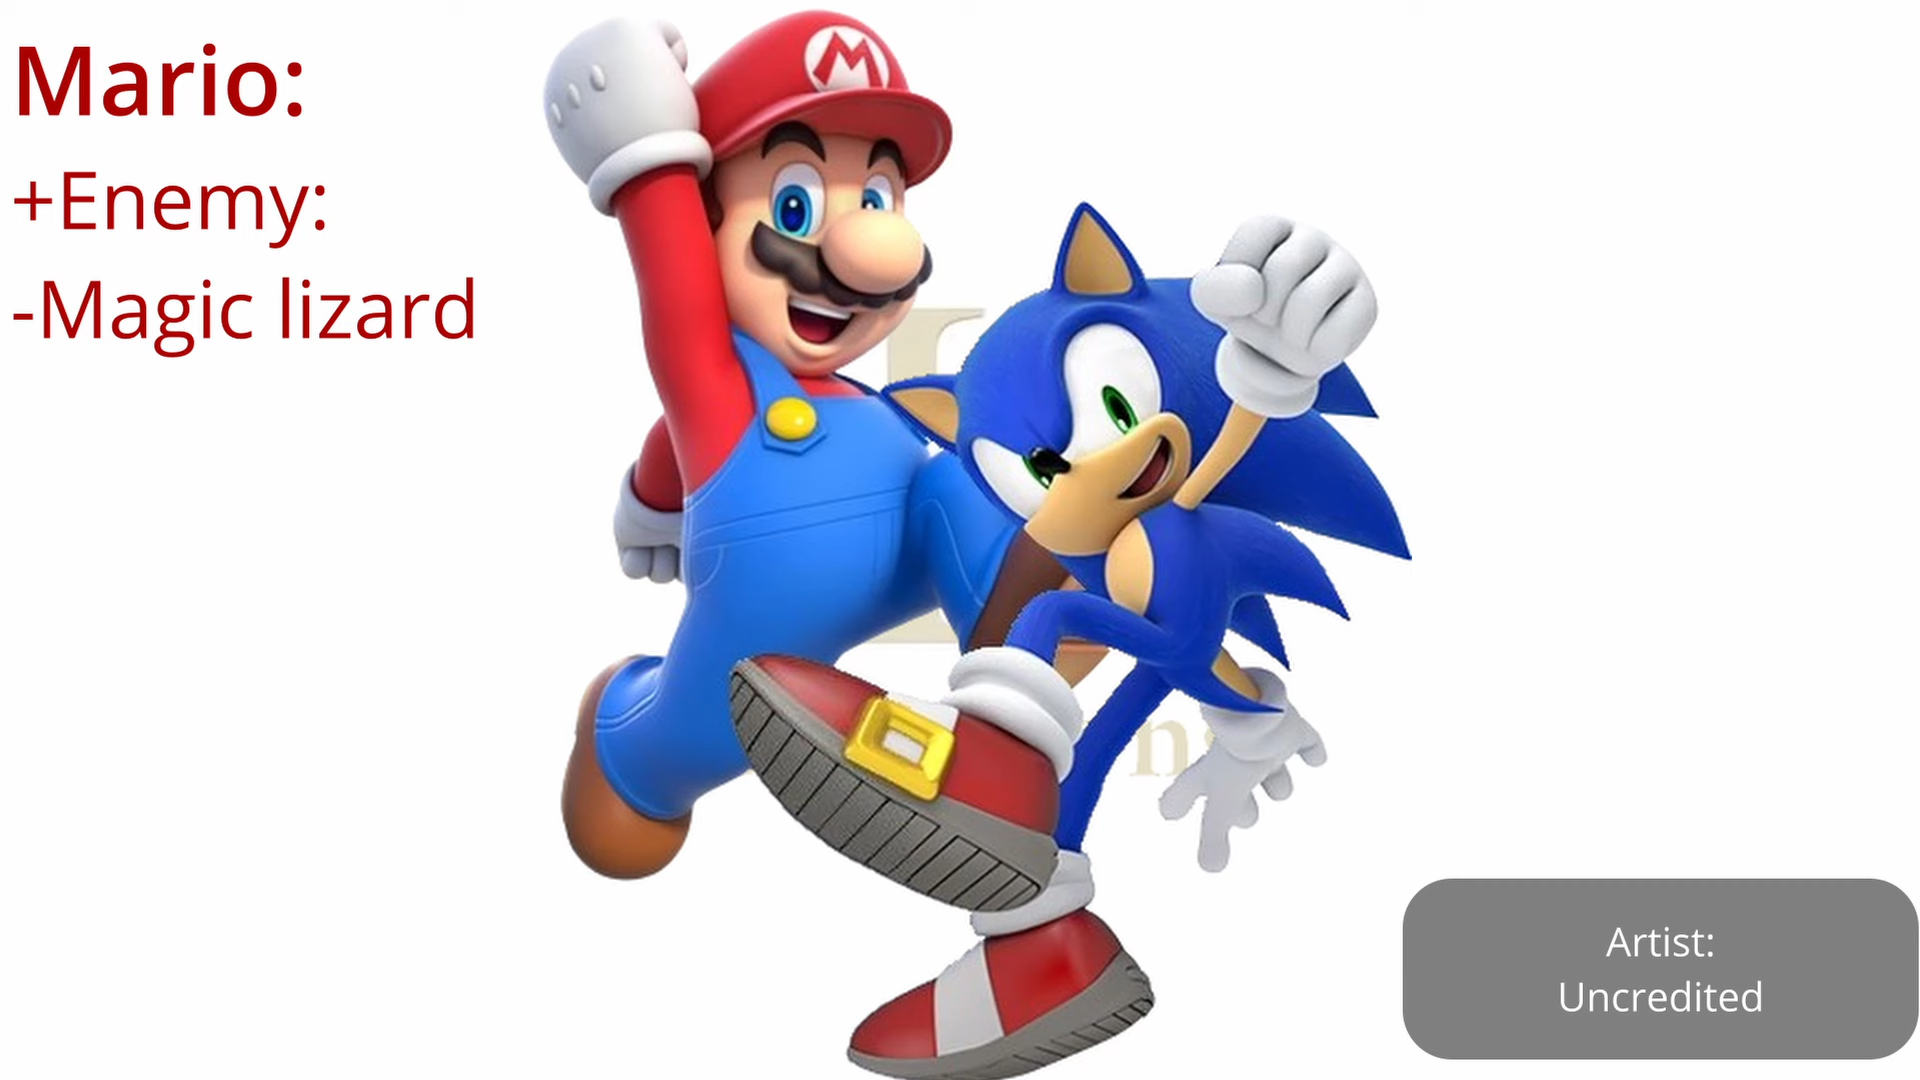 Mario:
+Enemy:
-Magic lizard
M
Artist:
Uncredited